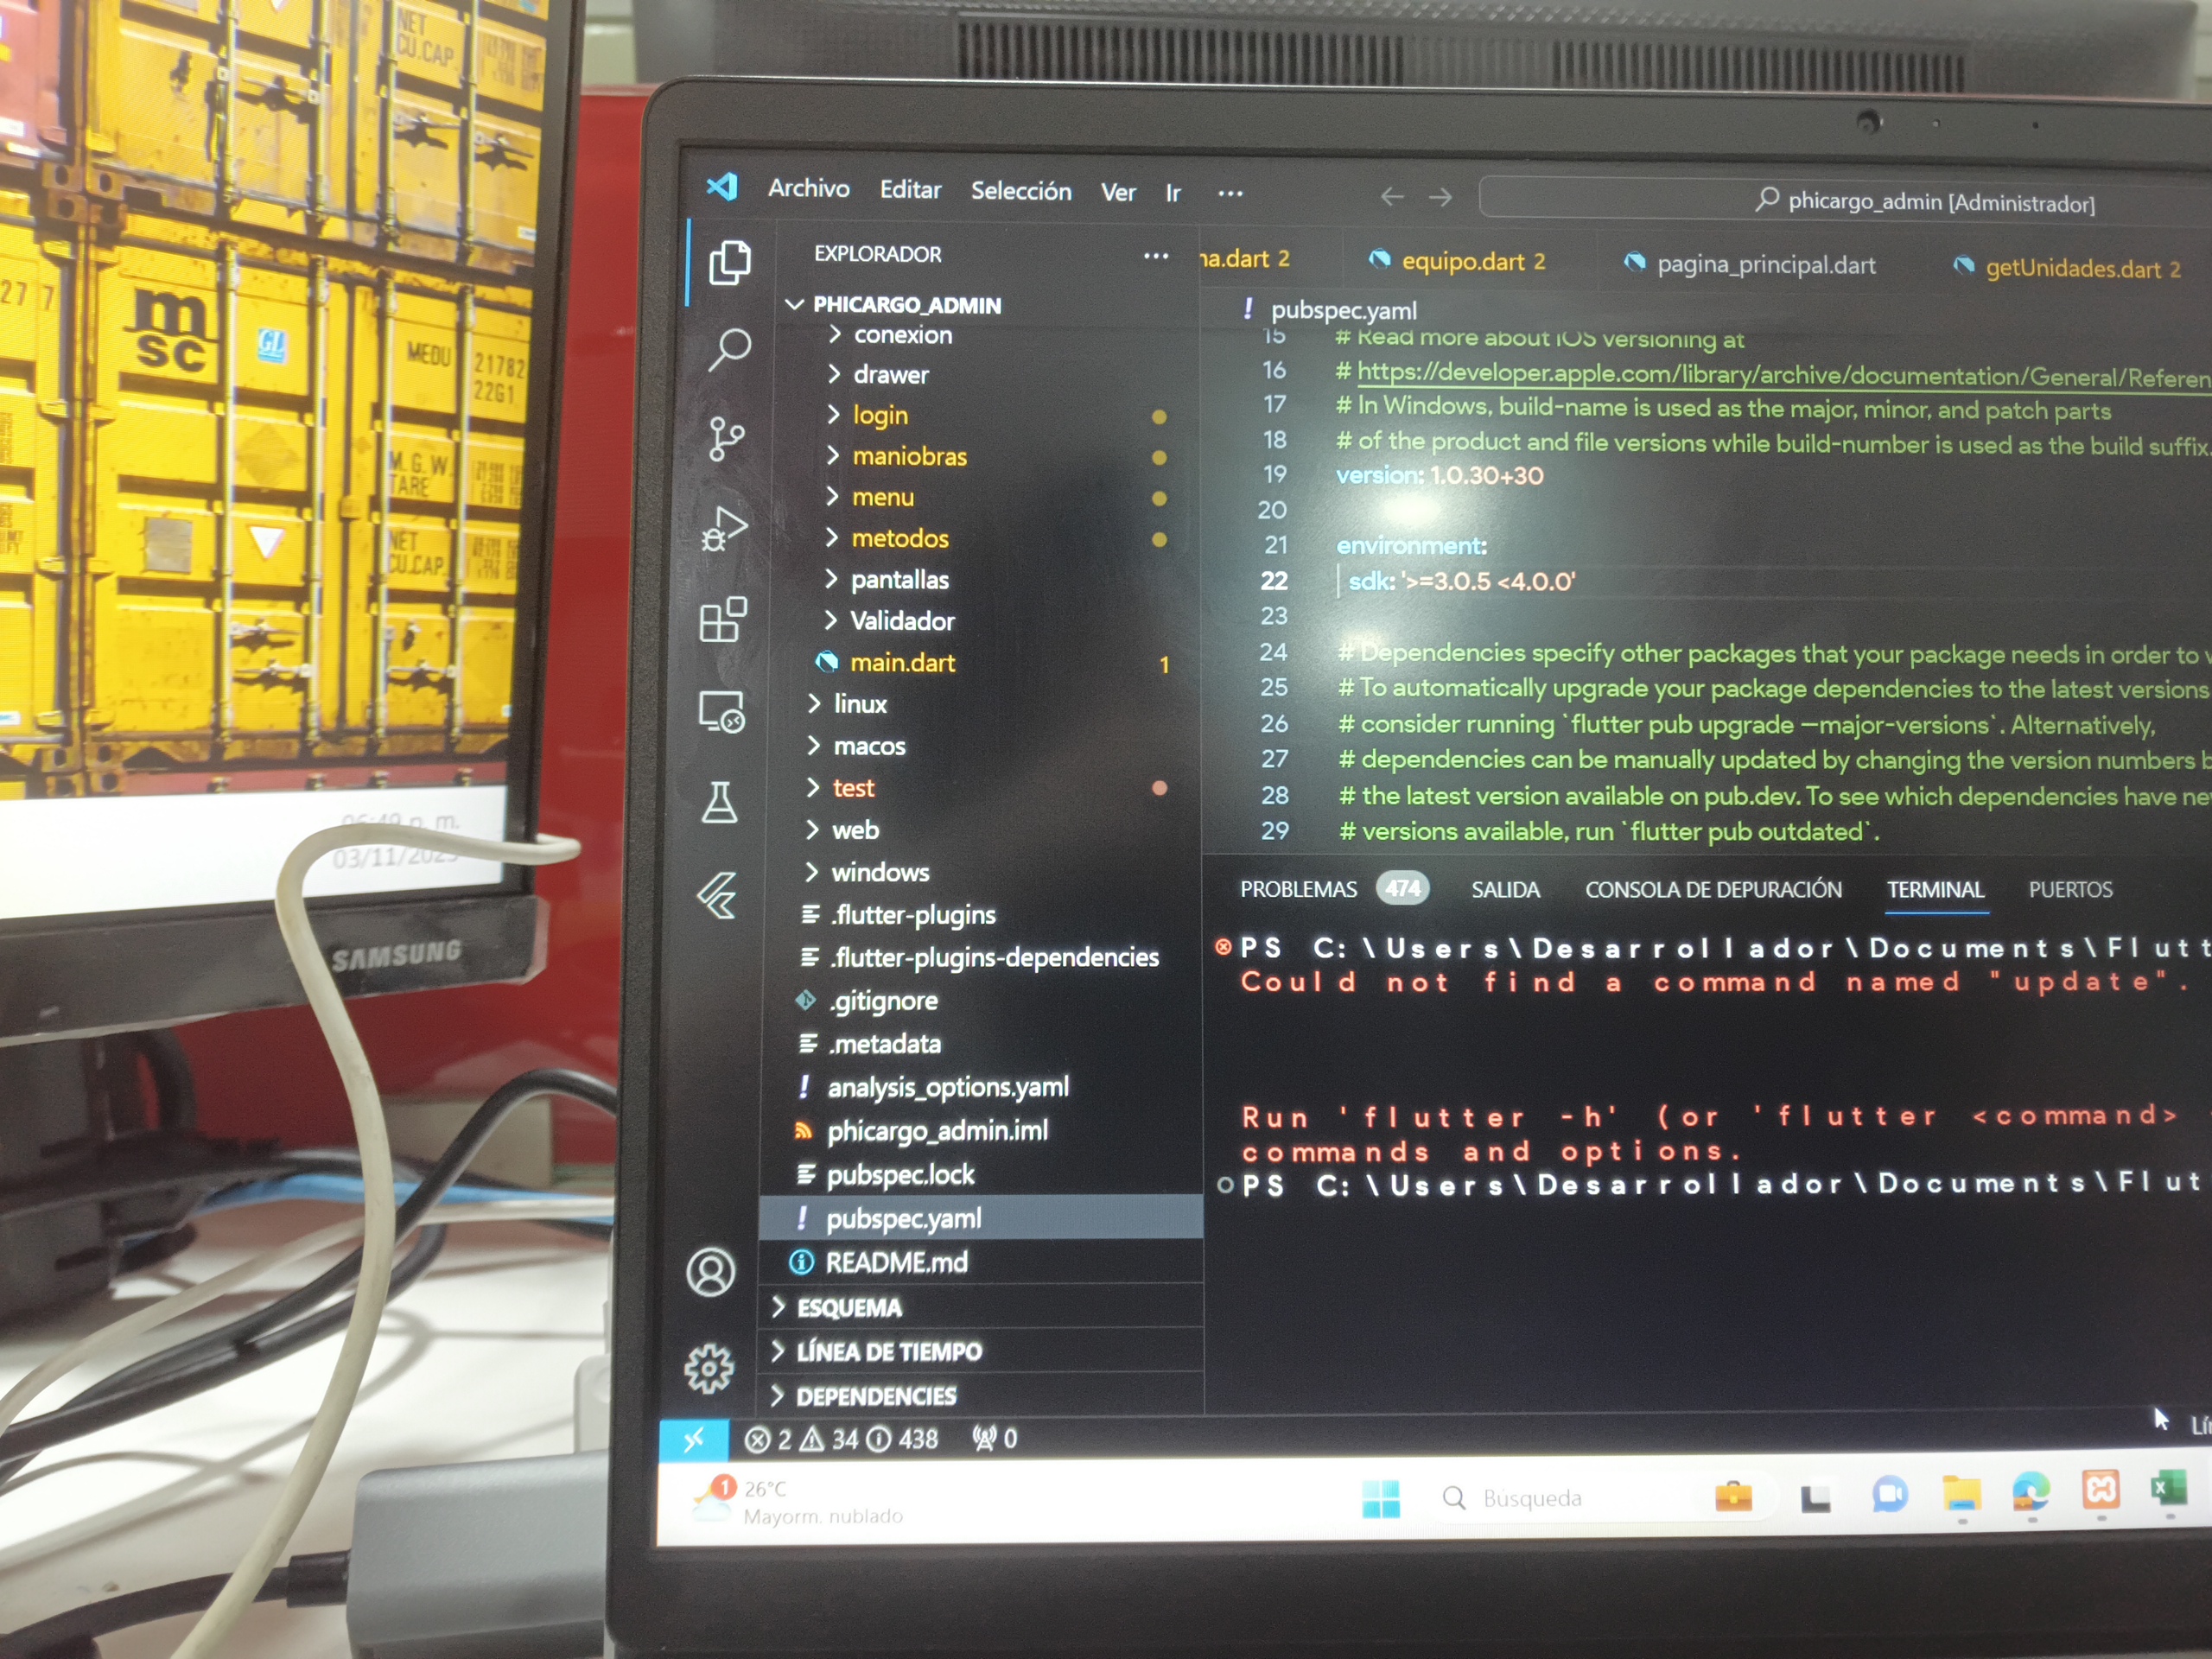 NET
CU.CAP.
27 7
msc
GL
MEDU 21782
22G1
M.G.W.
TARE
NET
CU.CAP.
06:49 p. m.
03/11/2023
SAMSUNG
Archivo Editar Selección Ver Ir ...
phicargo_admin [Administrador]
EXPLORADOR ...
PHICARGO_ADMIN
conexion
drawer
login
maniobras
menu
metodos
pantallas
Validador
main.dart 1
linux
macos
test
web
windows
.flutter-plugins
.flutter-plugins-dependencies
.gitignore
.metadata
analysis_options.yaml
phicargo_admin.iml
pubspec.lock
pubspec.yaml
README.md
ESQUEMA
LÍNEA DE TIEMPO
DEPENDENCIES
na.dart 2 equipo.dart 2 pagina_principal.dart getUnidades.dart 2
! pubspec.yaml
15 # Read more about iOS versioning at
16 # https://developer.apple.com/library/archive/documentation/General/Referen
17 # In Windows, build-name is used as the major, minor, and patch parts
18 # of the product and file versions while build-number is used as the build suffix.
19 version: 1.0.30+30
20
21 environment:
22 sdk: '>=3.0.5 <4.0.0'
23
24 # Dependencies specify other packages that your package needs in order to
25 # To automatically upgrade your package dependencies to the latest versions
26 # consider running `flutter pub upgrade —major-versions`. Alternatively,
27 # dependencies can be manually updated by changing the version numbers b
28 # the latest version available on pub.dev. To see which dependencies have ne
29 # versions available, run `flutter pub outdated`.
PROBLEMAS 474 SALIDA CONSOLA DE DEPURACIÓN TERMINAL PUERTOS
PS C:\Users\Desarrollador\Documents\Flutt
Could not find a command named "update".
Run 'flutter -h' (or 'flutter <command>
commands and options.
PS C:\Users\Desarrollador\Documents\Flut
2 34 438 0
Lí
1 26°C
Mayorm. nublado
Búsqueda